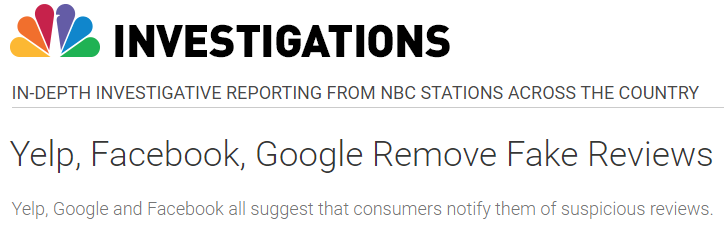 INVESTIGATIONS
IN-DEPTH INVESTIGATIVE REPORTING FROM NBC STATIONS ACROSS THE COUNTRY
Yelp, Facebook, Google Remove Fake Reviews
Yelp, Google and Facebook all suggest that consumers notify them of suspicious reviews.